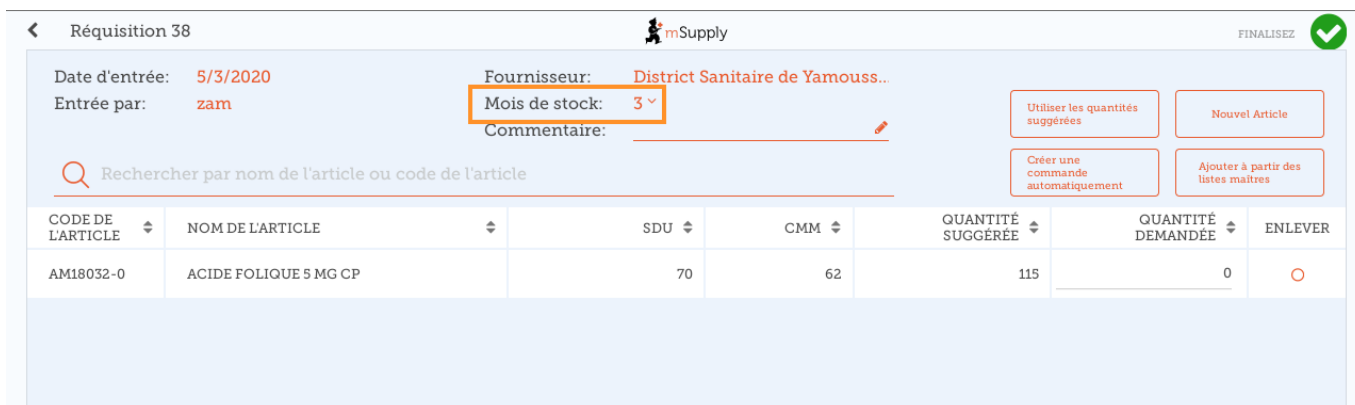 Réquisition 38
mSupply
FINALISEZ
Date d'entrée: 5/3/2020
Fournisseur: District Sanitaire de Yamouss...
Entrée par: zam
Mois de stock: 3
Commentaire:
Utiliser les quantités
suggérées
Nouvel Article
Créer une
commande
automatiquement
Ajouter à partir des
listes maîtres
Rechercher par nom de l'article ou code de l'article
CODE DE
L'ARTICLE
NOM DE L'ARTICLE
SDU
CMM
QUANTITÉ
SUGGÉRÉE
QUANTITÉ
DEMANDÉE
ENLEVER
AM18032-0 ACIDE FOLIQUE 5 MG CP 70 62 115 0